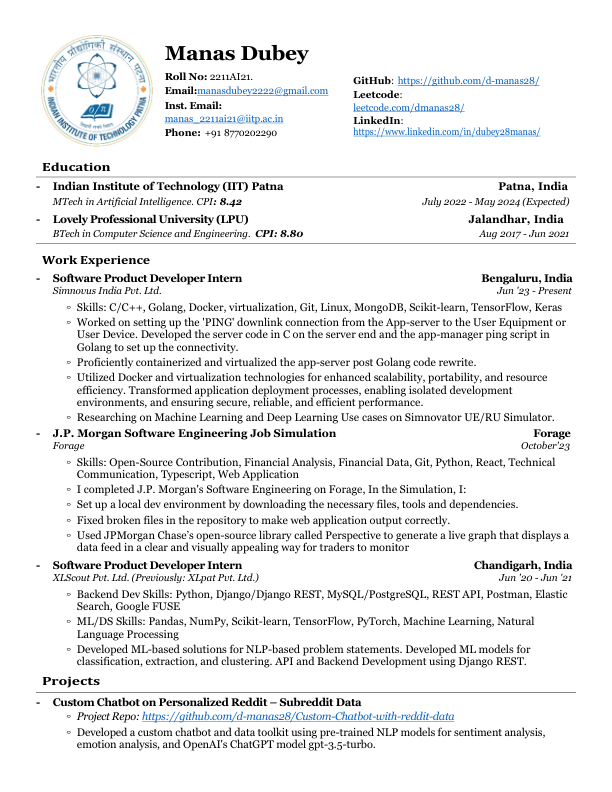 भारतीय प्रौद्योगिकी संस्थान पटना
INDIAN INSTITUTE OF TECHNOLOGY PATNA
Manas Dubey
Roll No: 2211AI21.
Email:manasdubey2222@gmail.com
Inst. Email:
manas_2211ai21@iitp.ac.in
Phone: +91 8770202290
GitHub: https://github.com/d-manas28/
Leetcode:
leetcode.com/dmanas28/
LinkedIn:
https://www.linkedin.com/in/dubey28manas/
Education
- Indian Institute of Technology (IIT) Patna Patna, India
MTech in Artificial Intelligence. CPI: 8.42 July 2022 - May 2024 (Expected)
- Lovely Professional University (LPU) Jalandhar, India
BTech in Computer Science and Engineering. CPI: 8.80 Aug 2017 - Jun 2021
Work Experience
- Software Product Developer Intern Bengaluru, India
Simnovus India Pvt. Ltd. Jun '23 - Present
◦ Skills: C/C++, Golang, Docker, virtualization, Git, Linux, MongoDB, Scikit-learn, TensorFlow, Keras
◦ Worked on setting up the 'PING' downlink connection from the App-server to the User Equipment or
User Device. Developed the server code in C on the server end and the app-manager ping script in
Golang to set up the connectivity.
◦ Proficiently containerized and virtualized the app-server post Golang code rewrite.
◦ Utilized Docker and virtualization technologies for enhanced scalability, portability, and resource
efficiency. Transformed application deployment processes, enabling isolated development
environments, and ensuring secure, reliable, and efficient performance.
◦ Researching on Machine Learning and Deep Learning Use cases on Simnovator UE/RU Simulator.
- J.P. Morgan Software Engineering Job Simulation Forage
Forage October'23
◦ Skills: Open-Source Contribution, Financial Analysis, Financial Data, Git, Python, React, Technical
Communication, Typescript, Web Application
◦ I completed J.P. Morgan's Software Engineering on Forage, In the Simulation, I:
◦ Set up a local dev environment by downloading the necessary files, tools and dependencies.
◦ Fixed broken files in the repository to make web application output correctly.
◦ Used JPMorgan Chase's open-source library called Perspective to generate a live graph that displays a
data feed in a clear and visually appealing way for traders to monitor
- Software Product Developer Intern Chandigarh, India
XLScout Pvt. Ltd. (Previously: XLpat Pvt. Ltd.) Jun '20 - Jun '21
◦ Backend Dev Skills: Python, Django/Django REST, MySQL/PostgreSQL, REST API, Postman, Elastic
Search, Google FUSE
◦ ML/DS Skills: Pandas, NumPy, Scikit-learn, TensorFlow, PyTorch, Machine Learning, Natural
Language Processing
◦ Developed ML-based solutions for NLP-based problem statements. Developed ML models for
classification, extraction, and clustering. API and Backend Development using Django REST.
Projects
- Custom Chatbot on Personalized Reddit – Subreddit Data
◦ Project Repo: https://github.com/d-manas28/Custom-Chatbot-with-reddit-data
◦ Developed a custom chatbot and data toolkit using pre-trained NLP models for sentiment analysis,
emotion analysis, and OpenAI's ChatGPT model gpt-3.5-turbo.